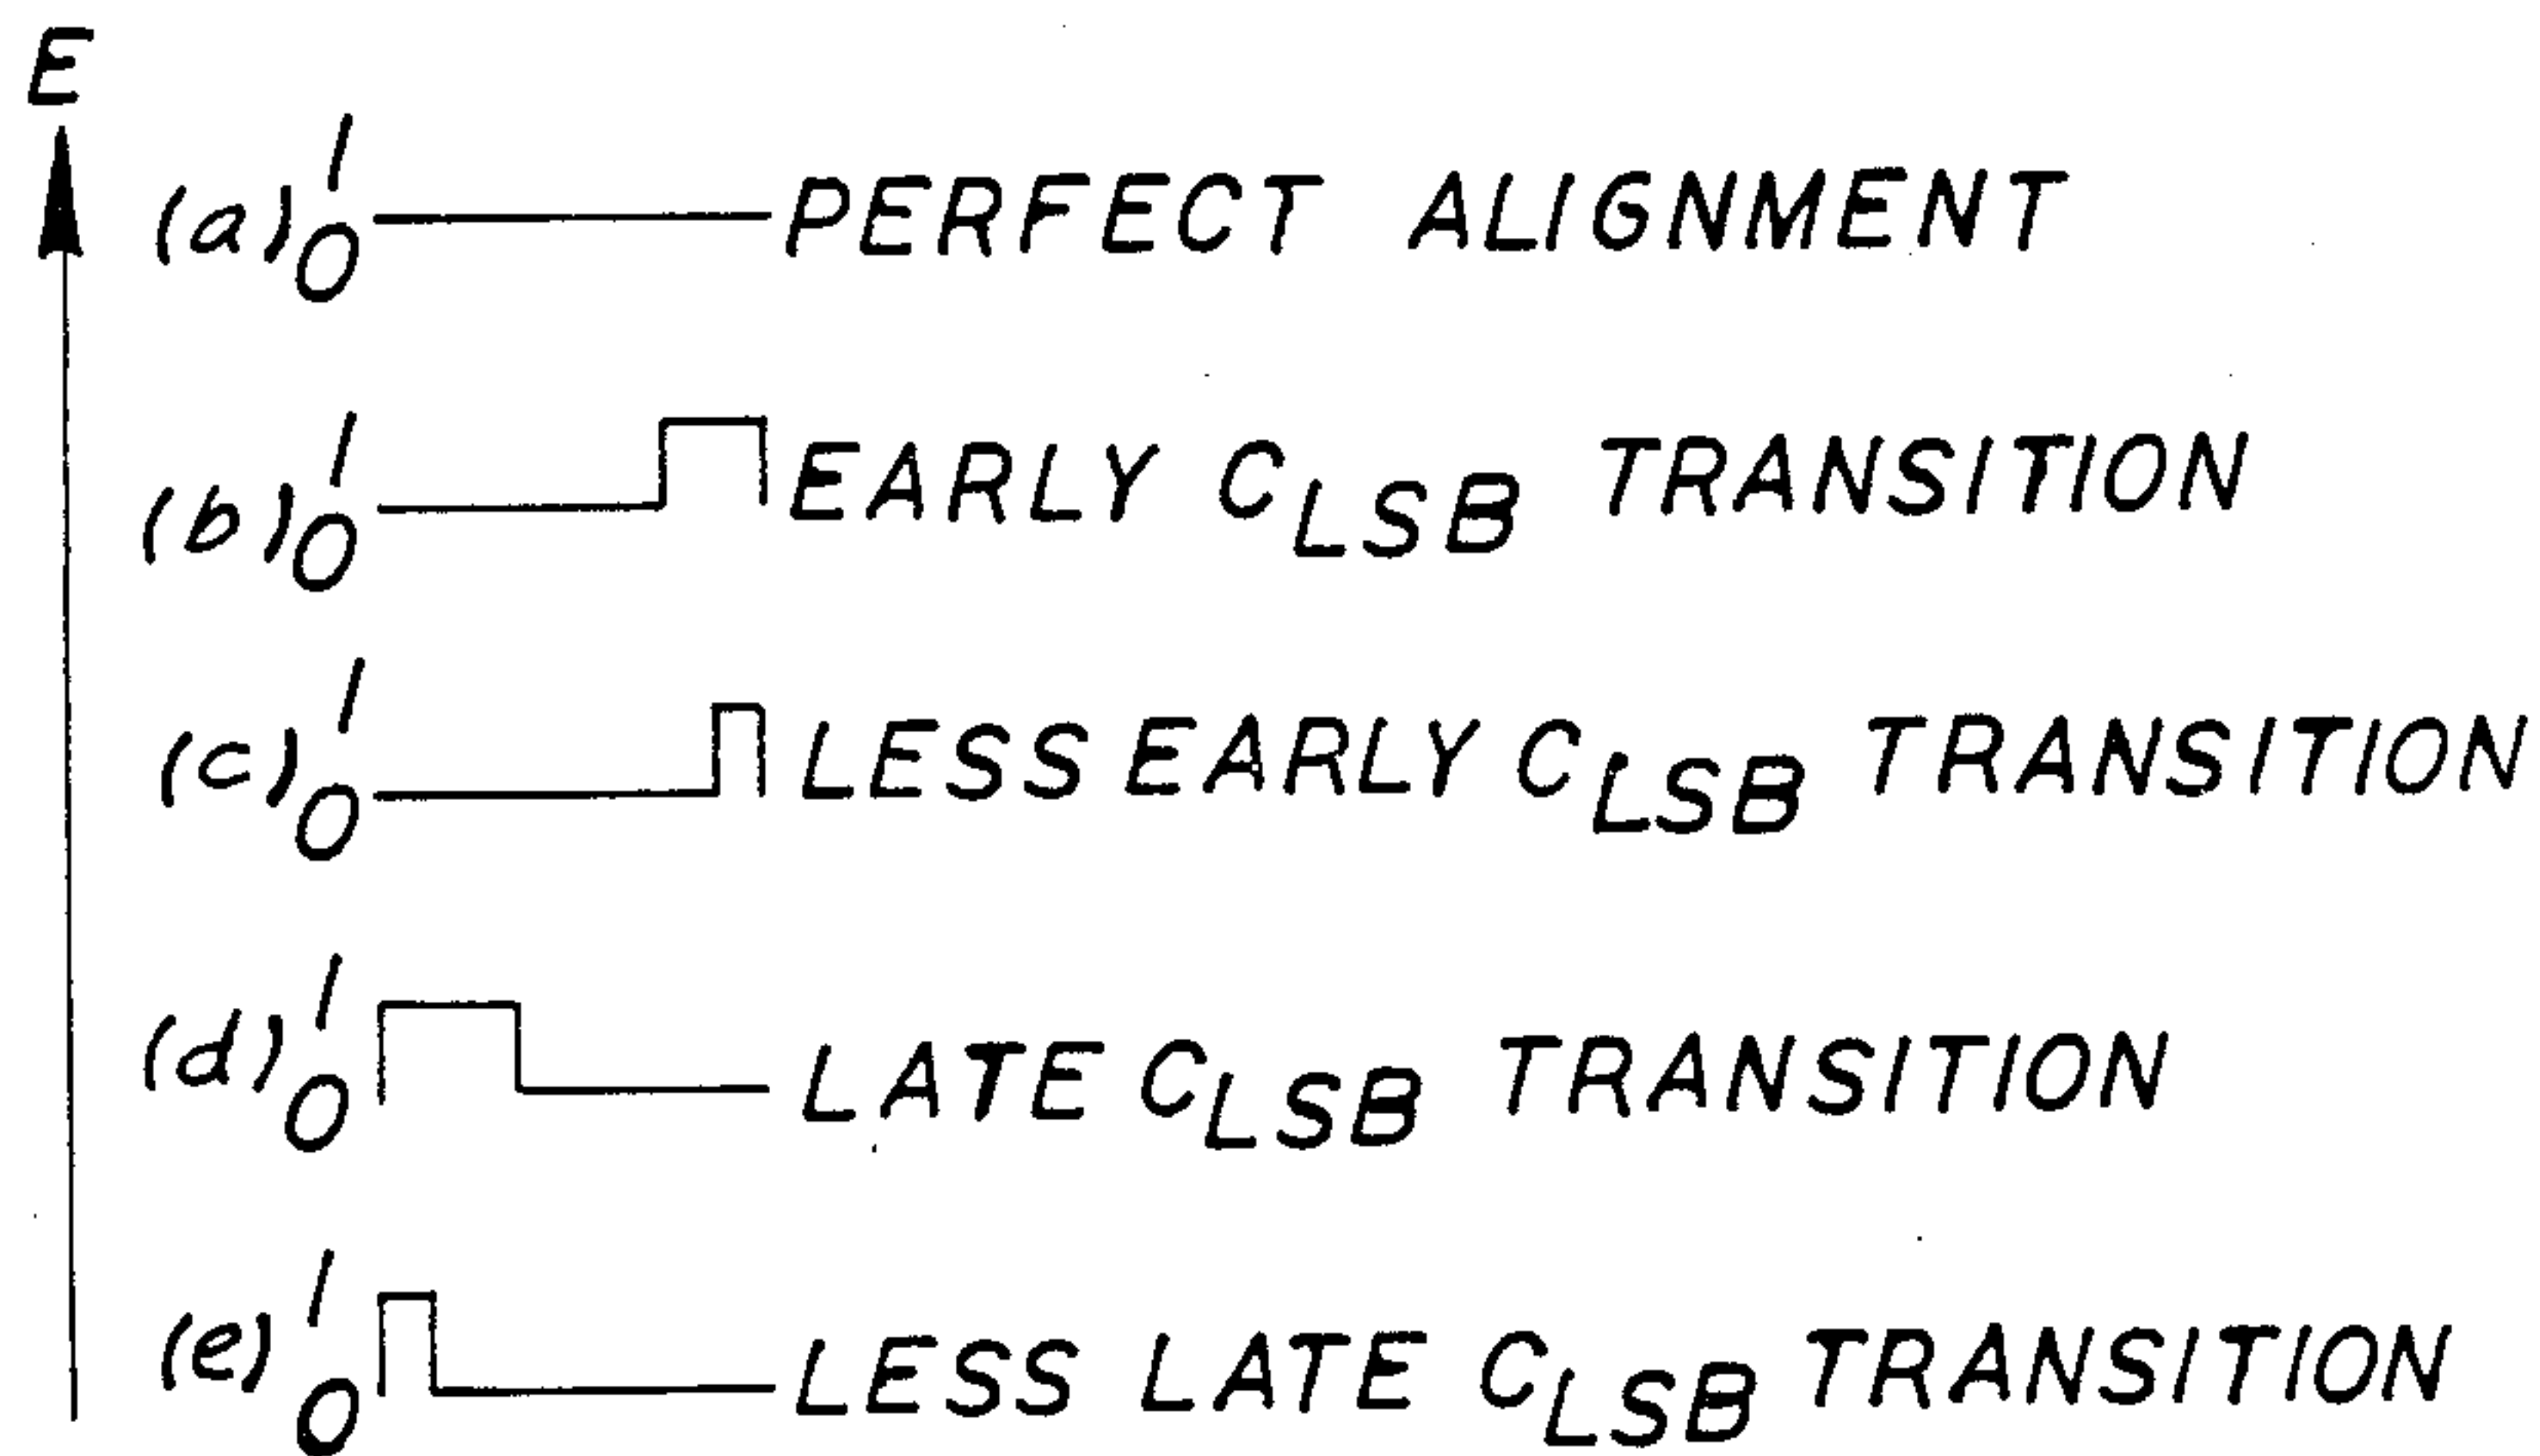 E
(a) 1 0 PERFECT ALIGNMENT
(b) 1 0 EARLY CLSB TRANSITION
(c) 1 0 LESS EARLY CLSB TRANSITION
(d) 1 0 LATE CLSB TRANSITION
(e) 1 0 LESS LATE CLSB TRANSITION